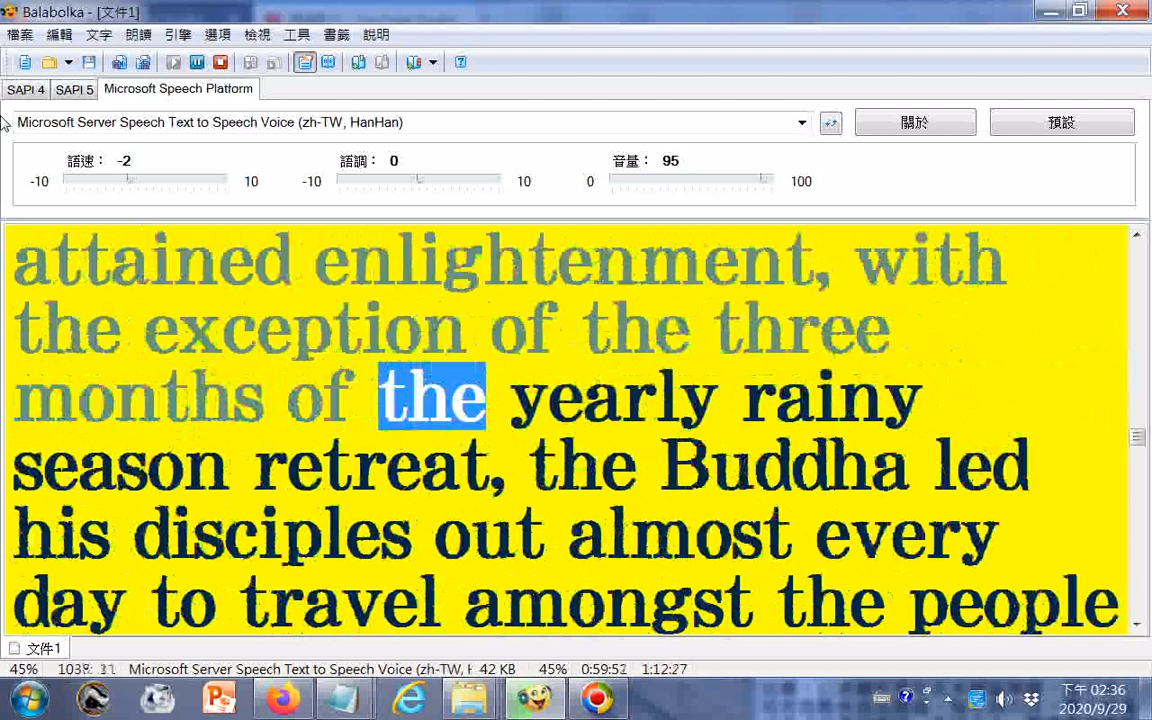 Balabolka - [文件1]
檔案 編輯 文字 朗讀 引擎 選項 檢視 工具 書籤 說明
SAPI 4 SAPI 5 Microsoft Speech Platform
Microsoft Server Speech Text to Speech Voice (zh-TW, HanHan) 關於 預設
語速： -2 語調： 0 音量： 95
-10 10 -10 10 0 100
attained enlightenment, with
the exception of the three
months of the yearly rainy
season retreat, the Buddha led
his disciples out almost every
day to travel amongst the people
文件1
45% 1038: Microsoft Server Speech Text to Speech Voice (zh-TW, 42 KB 45% 0:59:52 1:12:27
下午 02:36
2020/9/29